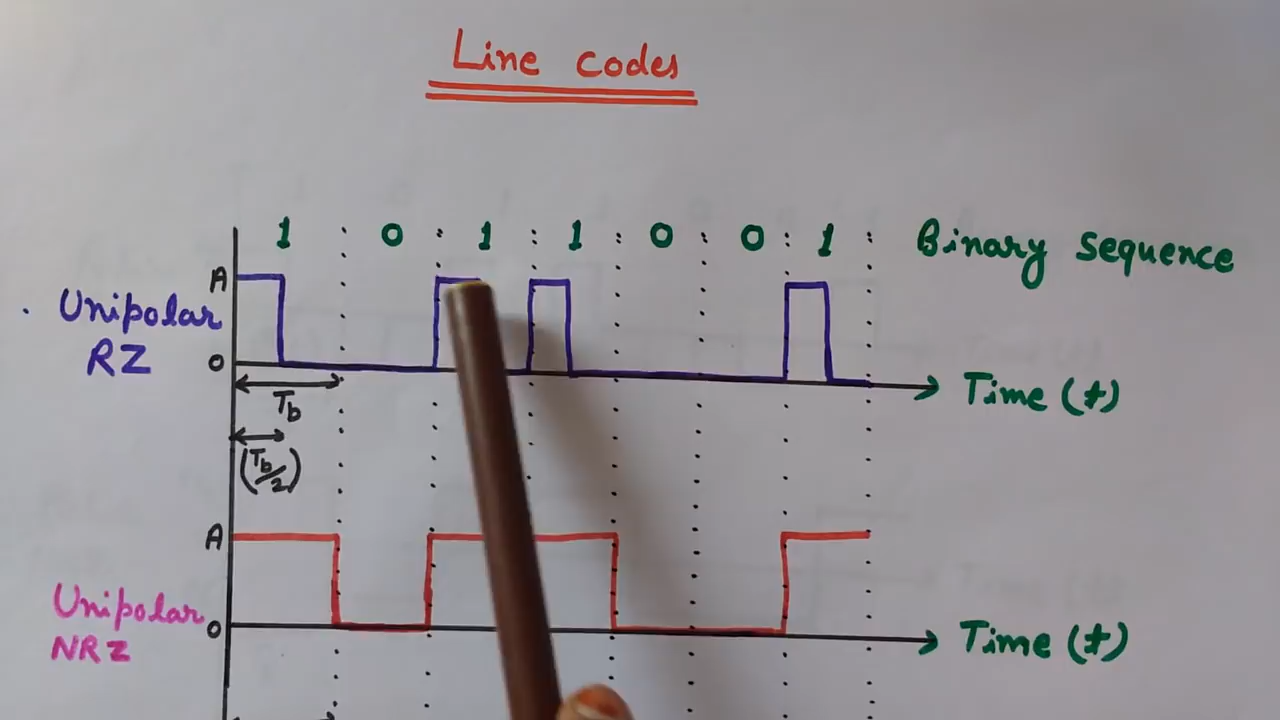 Line codes
1 0 1 1 0 0 1 Binary sequence
A
Unipolar
RZ
0
Time (t)
Tb
(Tb/2)
A
Unipolar
NRZ
0
Time (t)